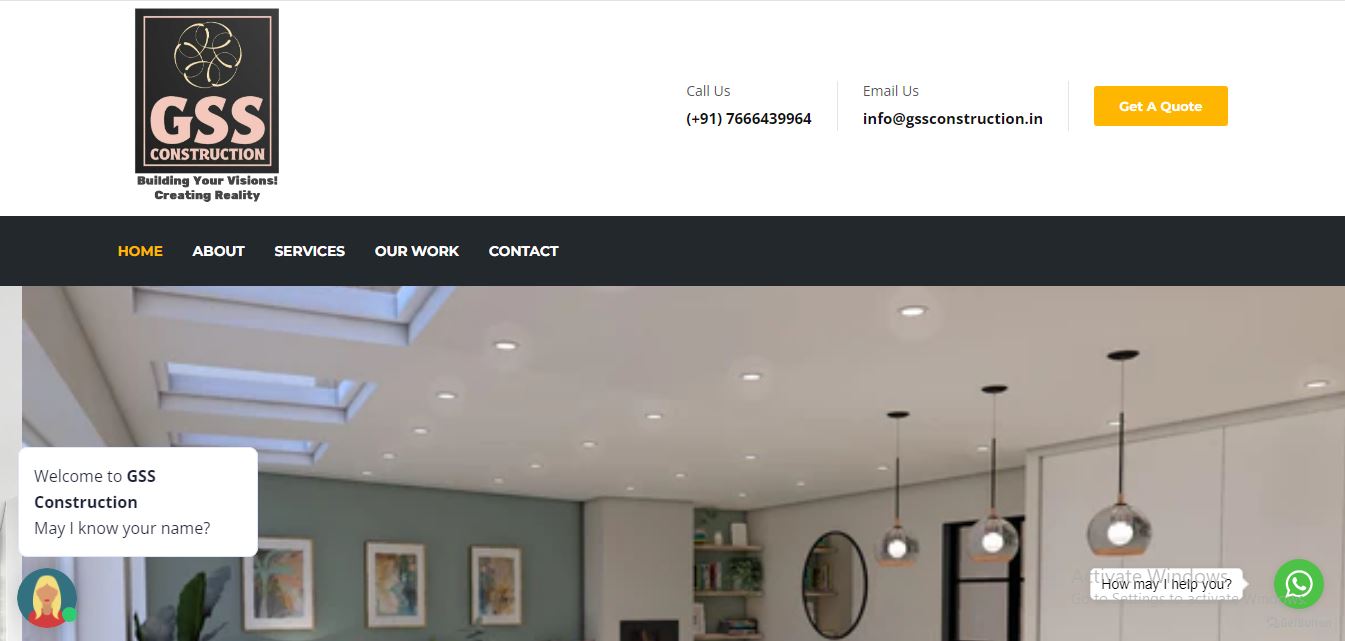 GSS
CONSTRUCTION
Building Your Visions!
Creating Reality
Call Us
(+91) 7666439964
Email Us
info@gssconstruction.in
Get A Quote
HOME
ABOUT
SERVICES
OUR WORK
CONTACT
Welcome to GSS
Construction
May I know your name?
Activate Windows
How may I help you?
Go to Settings to activate Windows.
GetButton